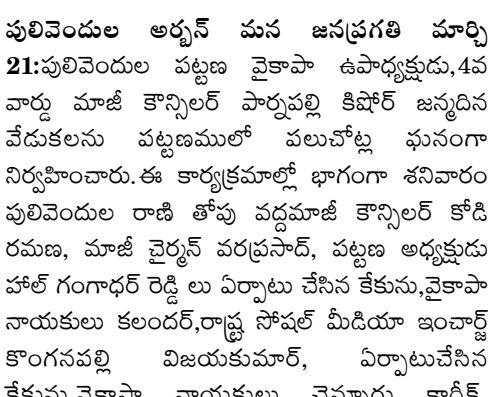 పులివెందుల అర్బన్ మన జనప్రగతి మార్చి
21:పులివెందుల పట్టణ వైకాపా ఉపాధ్యక్షుడు,4వ
వార్డు మాజీ కౌన్సిలర్ పార్నపల్లి కిషోర్ జన్మదిన
వేడుకలను పట్టణములో పలుచోట్ల ఘనంగా
నిర్వహించారు.ఈ కార్యక్రమాల్లో భాగంగా శనివారం
పులివెందుల రాణి తోపు వద్దమాజీ కౌన్సిలర్ కోడి
రమణ, మాజీ చైర్మన్ వరప్రసాద్, పట్టణ అధ్యక్షుడు
హాల్ గంగాధర్ రెడ్డి లు ఏర్పాటు చేసిన కేకును,వైకాపా
నాయకులు కలందర్,రాష్ట్ర సోషల్ మీడియా ఇంచార్జ్
కొంగనపల్లి విజయకుమార్, ఏర్పాటుచేసిన
కేకును,వైకాపా నాయకులు